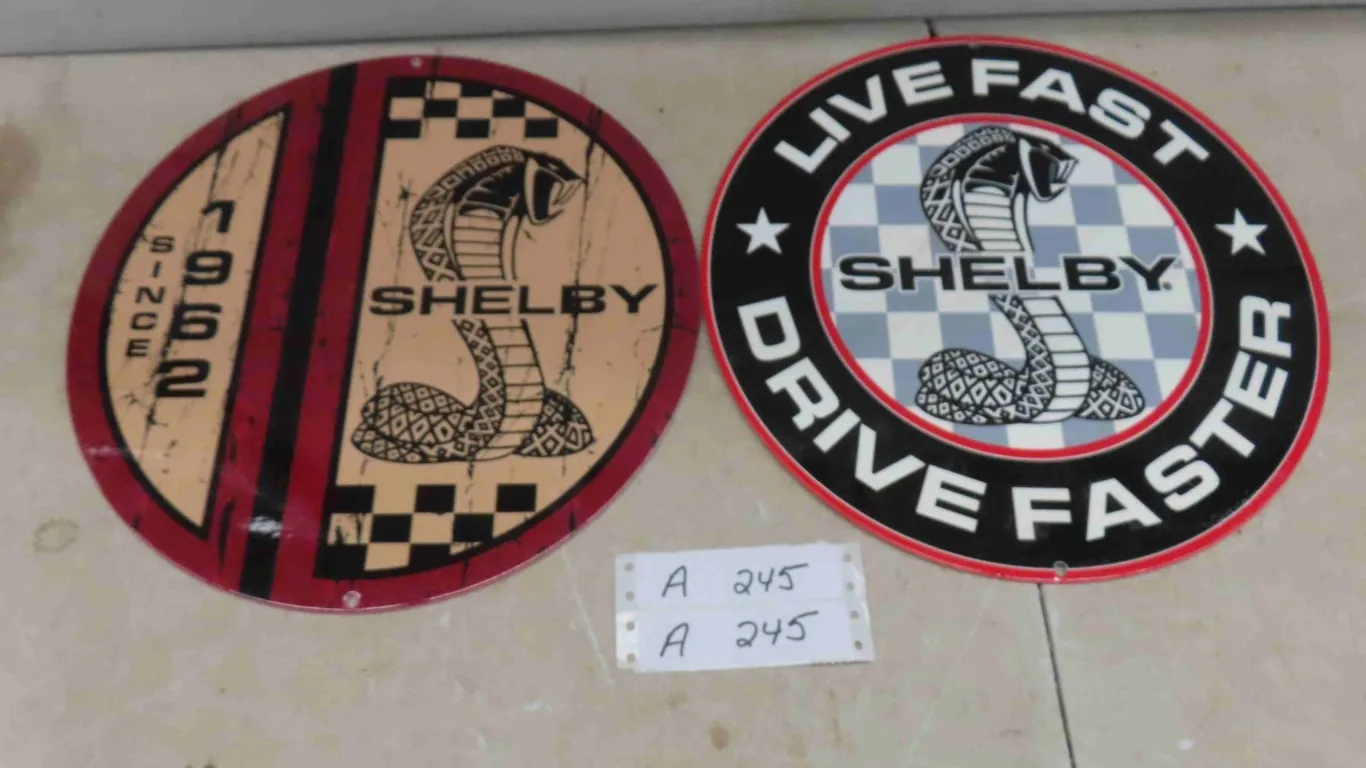 SINCE
1962
SHELBY
LIVE FAST
SHELBY
DRIVE FASTER
A 245
A 245